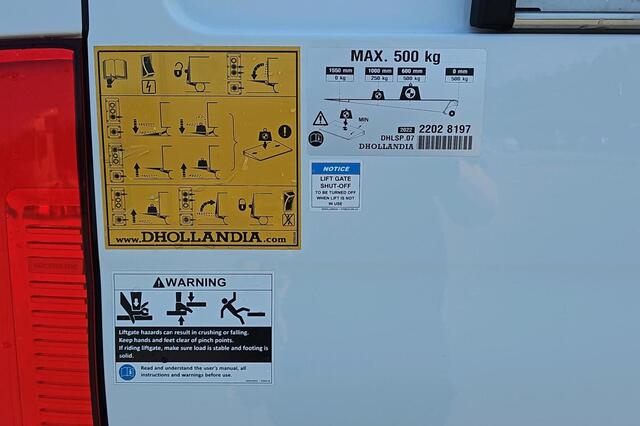 www.DHOLLANDIA.com
MAX. 500 kg
1550 mm
0 kg
1000 mm
250 kg
600 mm
500 kg
0 mm
500 kg
MIN
DHLSP.07
DHOLLANDIA
2022
2202 8197
NOTICE
LIFT GATE
SHUT-OFF
TO BE TURNED OFF
WHEN LIFT IS NOT
IN USE
WARNING
Liftgate hazards can result in crushing or falling.
Keep hands and feet clear of pinch points.
If riding liftgate, make sure load is stable and footing is
solid.
Read and understand the user's manual, all
instructions and warnings before use.